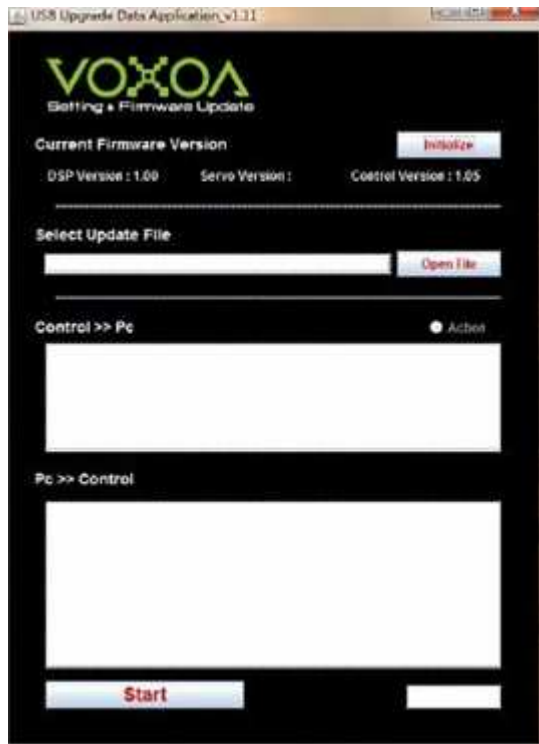 USB Upgrade Data Application_v1.11
VOXOA
Setting + Firmware Update
Current Firmware Version
Initialize
DSP Version : 1.00 Servo Version : Control Version : 1.05
Select Update File
Open File
Control >> Pc
Action
Pc >> Control
Start